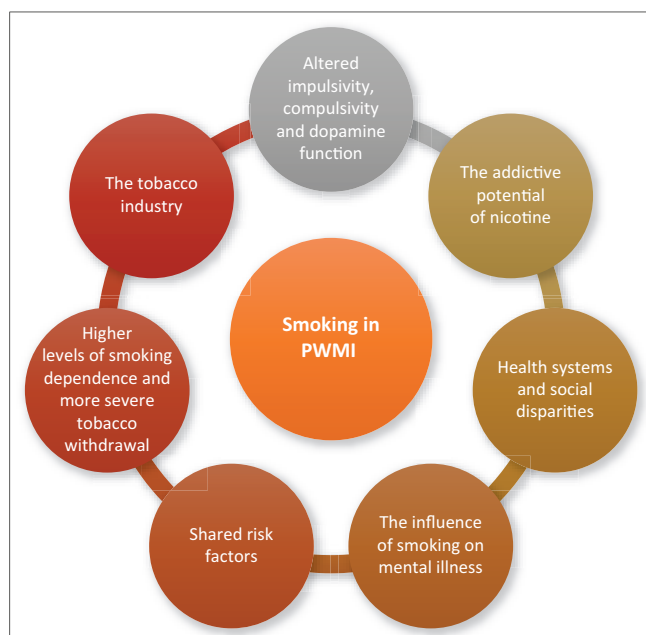 Altered
impulsivity,
compulsivity
and dopamine
function
The addictive
potential
of nicotine
Health systems
and social
disparities
The influence
of smoking on
mental illness
Shared risk
factors
Higher
levels of smoking
dependence and
more severe
tobacco
withdrawal
The tobacco
industry
Smoking in
PWMI